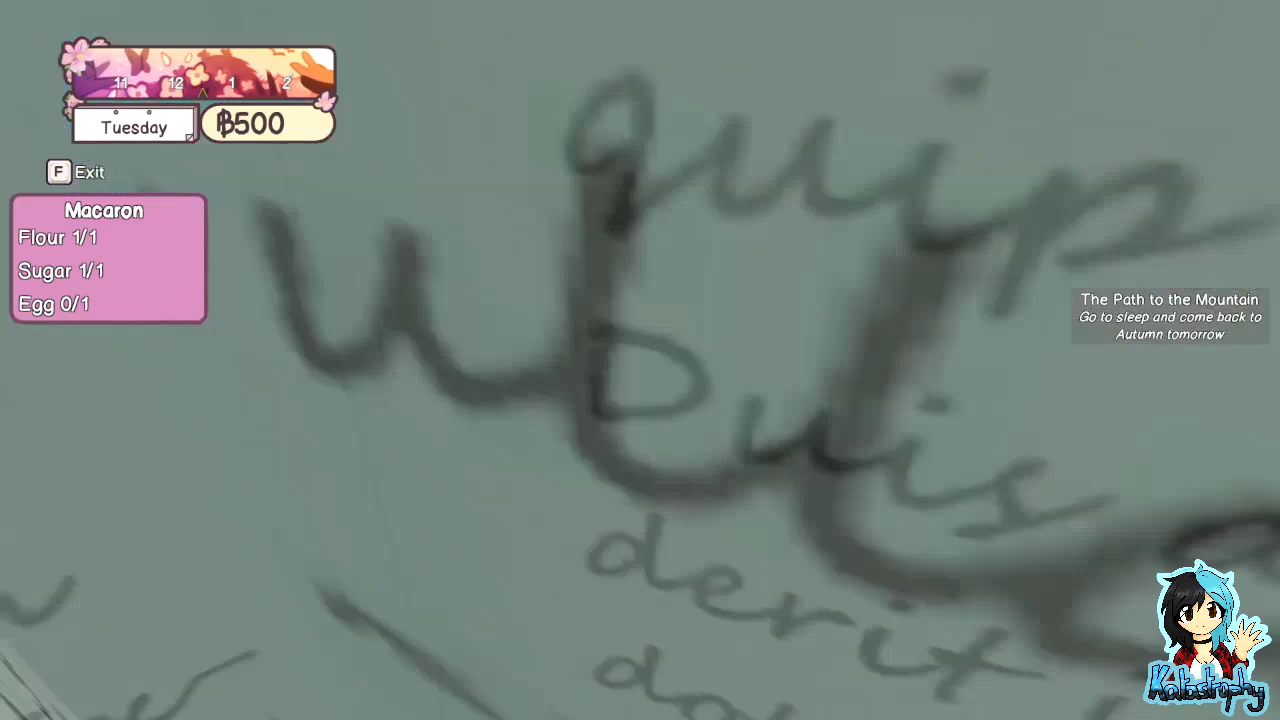 11 12 1 2
Tuesday
฿500
F Exit
Macaron
Flour 1/1
Sugar 1/1
Egg 0/1
The Path to the Mountain
Go to sleep and come back to
Autumn tomorrow
quip
Duis
derit
Katastrophy